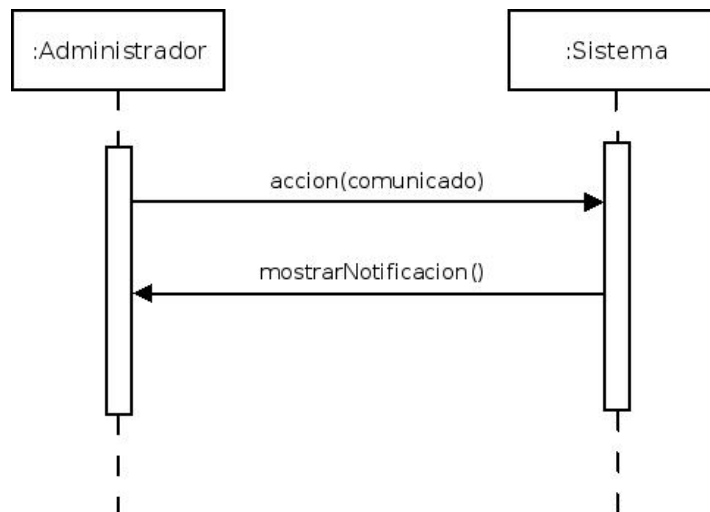 :Administrador
:Sistema
accion(comunicado)
mostrarNotificacion()